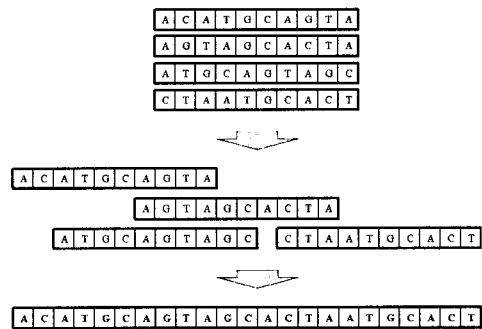 A C A T G C A G T A
A G T A G C A C T A
A T G C A G T A G C
C T A A T G C A C T
A C A T G C A G T A
A G T A G C A C T A
A T G C A G T A G C C T A A T G C A C T
A C A T G C A G T A G C A C T A A T G C A C T